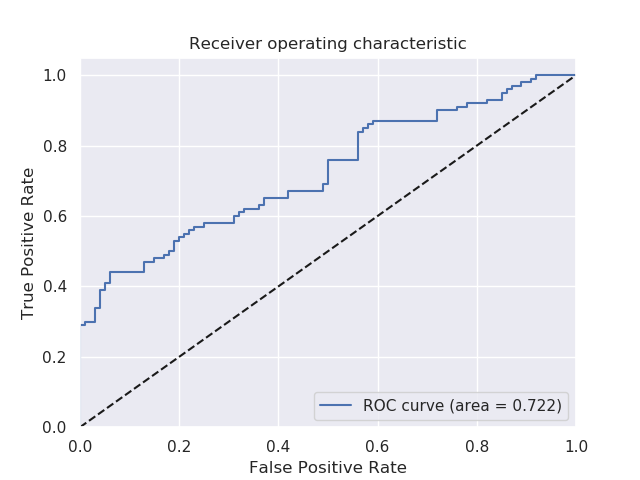 Receiver operating characteristic
True Positive Rate
1.0
0.8
0.6
0.4
0.2
0.0
ROC curve (area = 0.722)
0.0 0.2 0.4 0.6 0.8 1.0
False Positive Rate